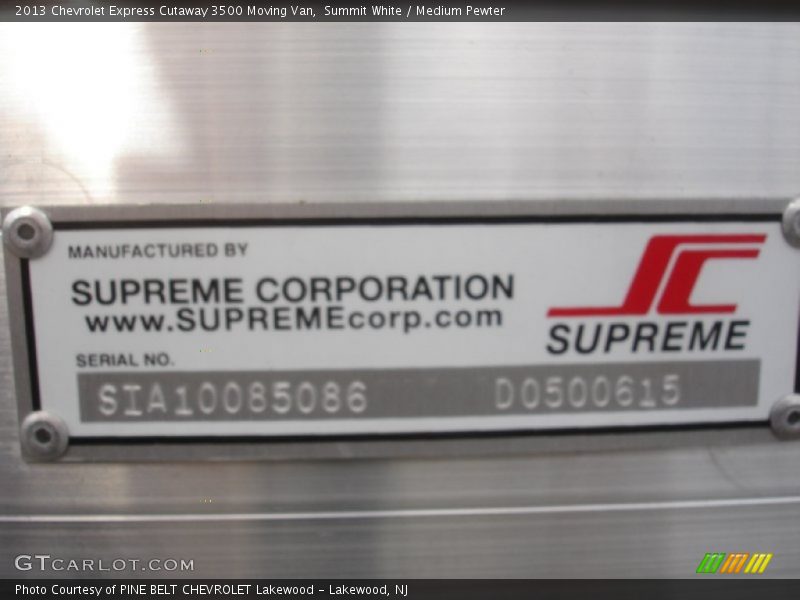 2013 Chevrolet Express Cutaway 3500 Moving Van, Summit White / Medium Pewter
MANUFACTURED BY
SUPREME CORPORATION
www.SUPREMEcorp.com
SUPREME
SERIAL NO.
SIA10085086 D0500615
GTCARLOT.COM
Photo Courtesy of PINE BELT CHEVROLET Lakewood - Lakewood, NJ